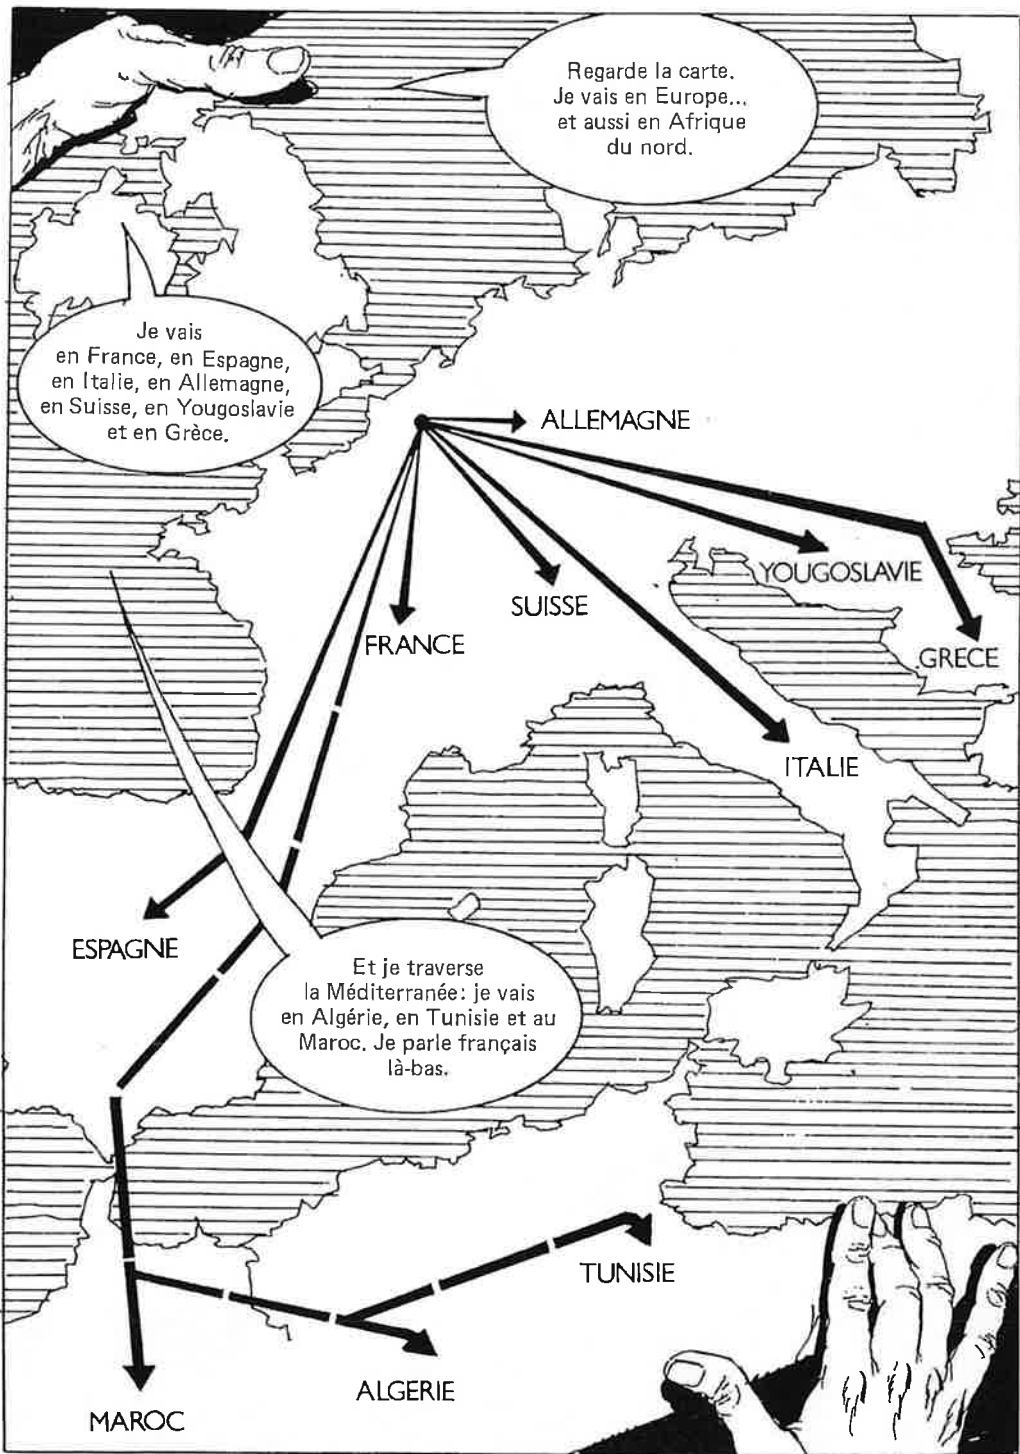 Regarde la carte.
Je vais en Europe...
et aussi en Afrique
du nord.
Je vais
en France, en Espagne,
en Italie, en Allemagne,
en Suisse, en Yougoslavie
et en Grèce.
ALLEMAGNE
YOUGOSLAVIE
SUISSE
FRANCE
GRECE
ITALIE
ESPAGNE
Et je traverse
la Méditerranée: je vais
en Algérie, en Tunisie et au
Maroc. Je parle français
là-bas.
TUNISIE
ALGERIE
MAROC